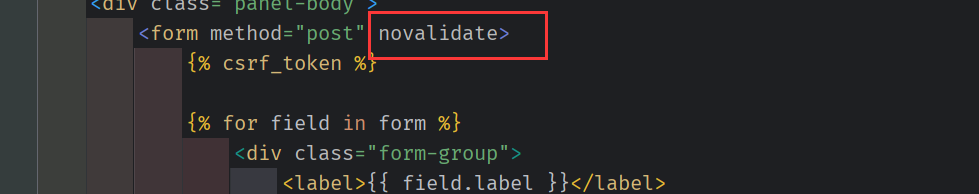 <div class="panel-body">
<form method="post" novalidate>
{% csrf_token %}
{% for field in form %}
<div class="form-group">
<label>{{ field.label }}</label>